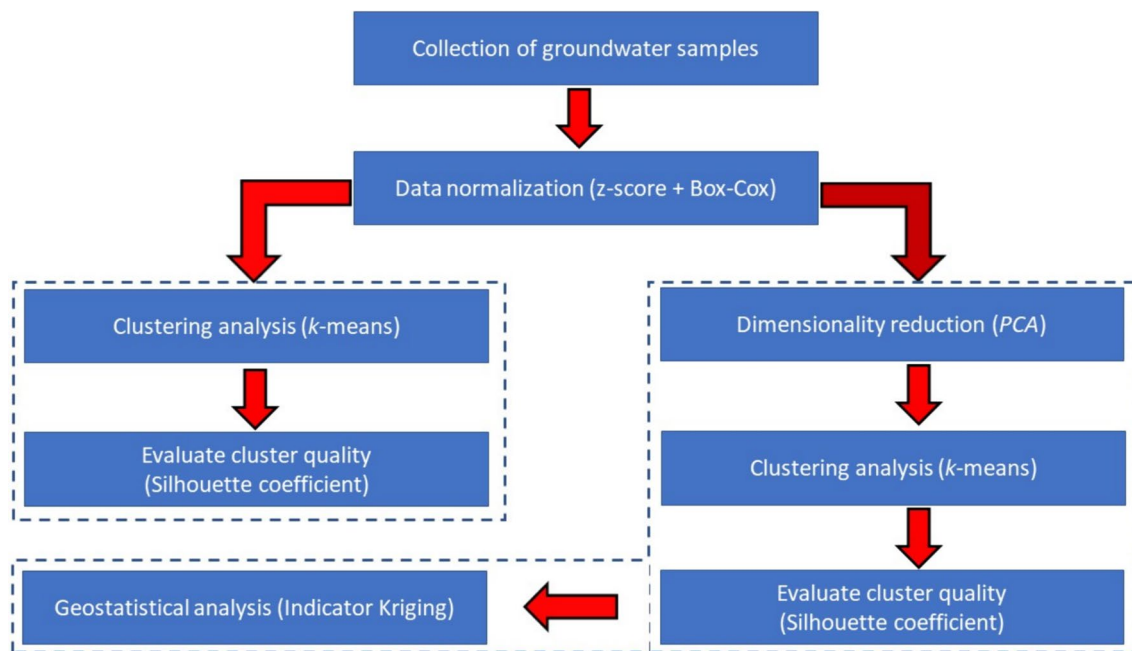 Collection of groundwater samples
Data normalization (z-score + Box-Cox)
Clustering analysis (k-means)
Evaluate cluster quality
(Silhouette coefficient)
Dimensionality reduction (PCA)
Clustering analysis (k-means)
Evaluate cluster quality
(Silhouette coefficient)
Geostatistical analysis (Indicator Kriging)